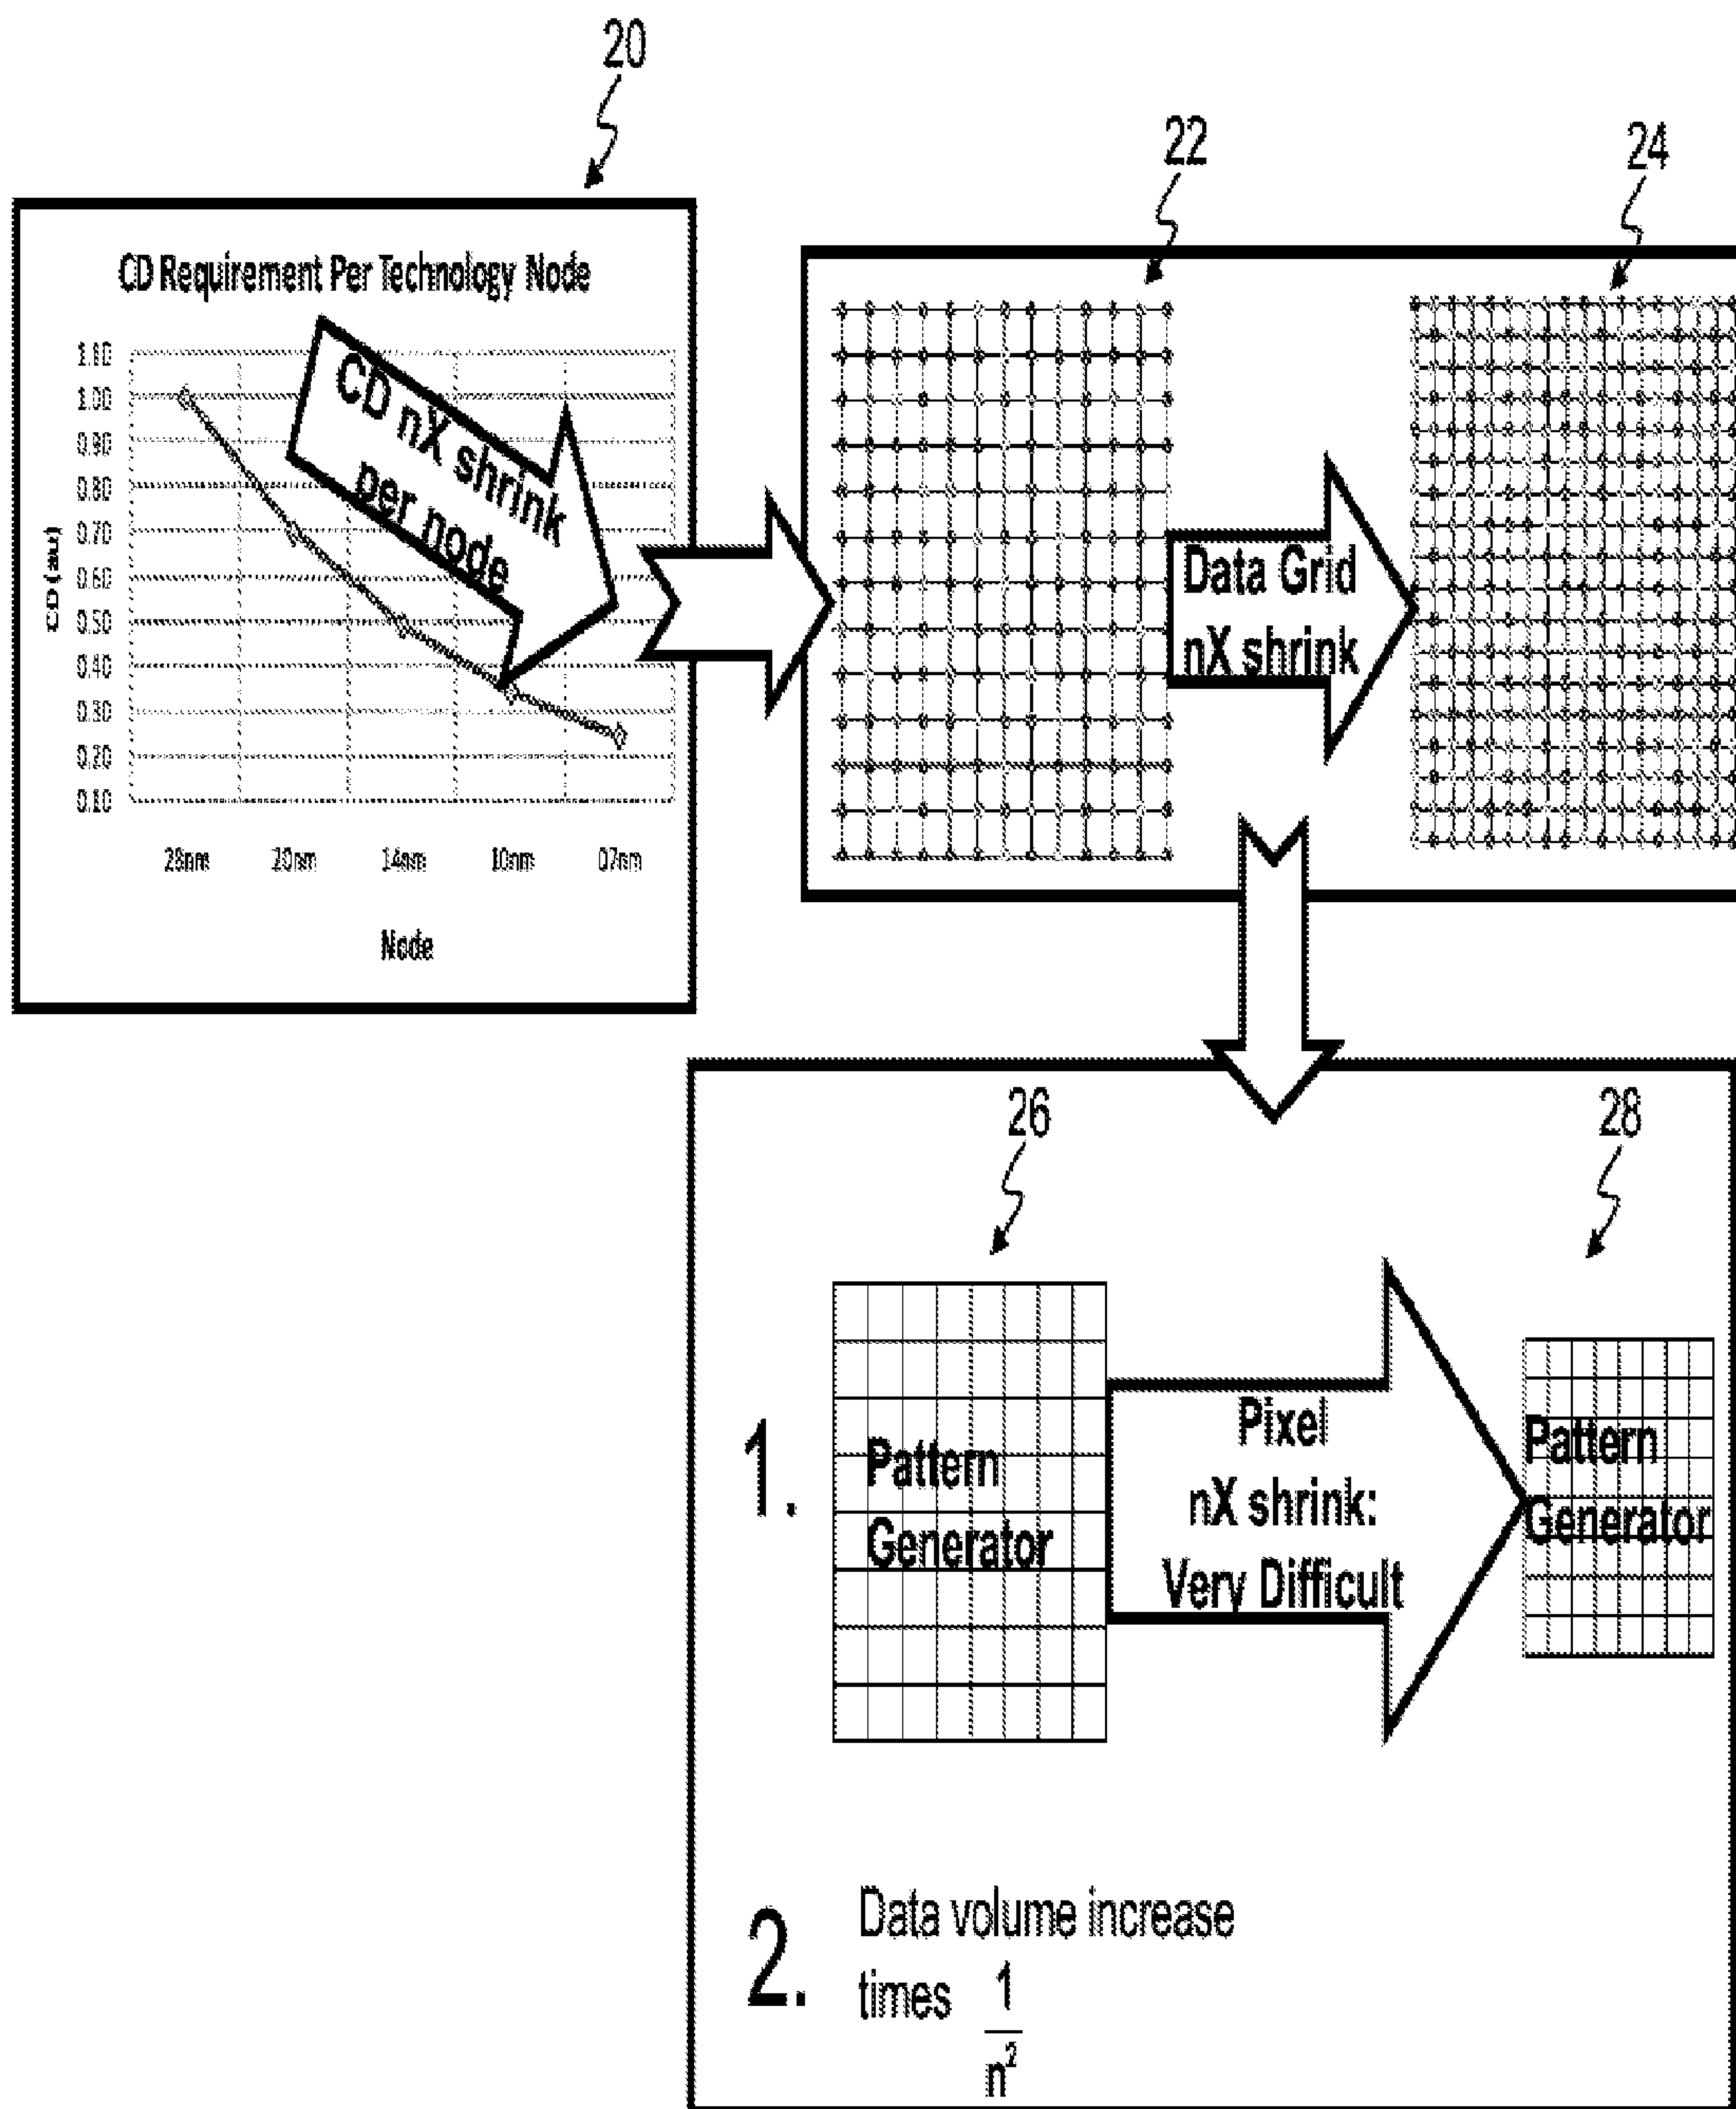 20
22
24
CD Requirement Per Technology Node
CD nX shrink
per node
1.10
1.00
0.90
0.80
0.70
0.60
0.50
0.40
0.30
0.20
0.10
CD (au)
28nm 20nm 14nm 10nm 07nm
Node
Data Grid
nX shrink
26
28
1.
Pattern
Generator
Pixel
nX shrink:
Very Difficult
Pattern
Generator
2.
Data volume increase
times 1/n²